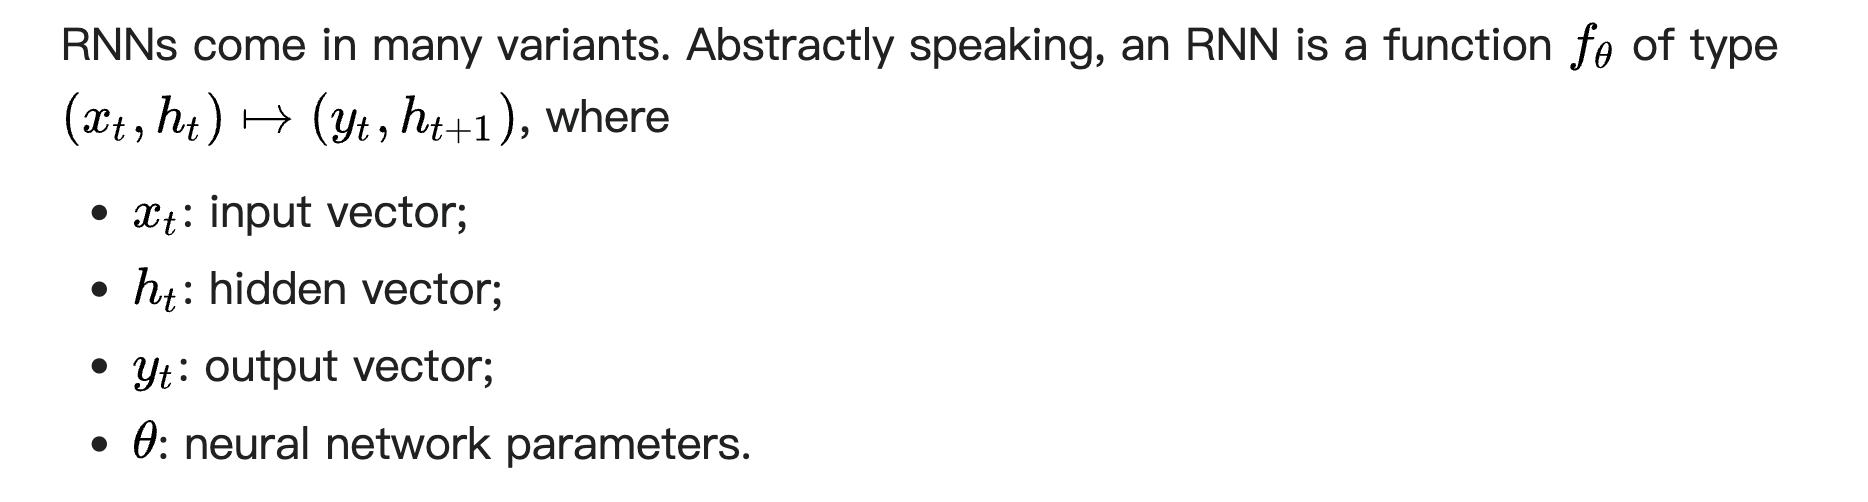 RNNs come in many variants. Abstractly speaking, an RNN is a function $f_\theta$ of type
$(x_t, h_t) \mapsto (y_t, h_{t+1})$, where
• $x_t$: input vector;
• $h_t$: hidden vector;
• $y_t$: output vector;
• $\theta$: neural network parameters.